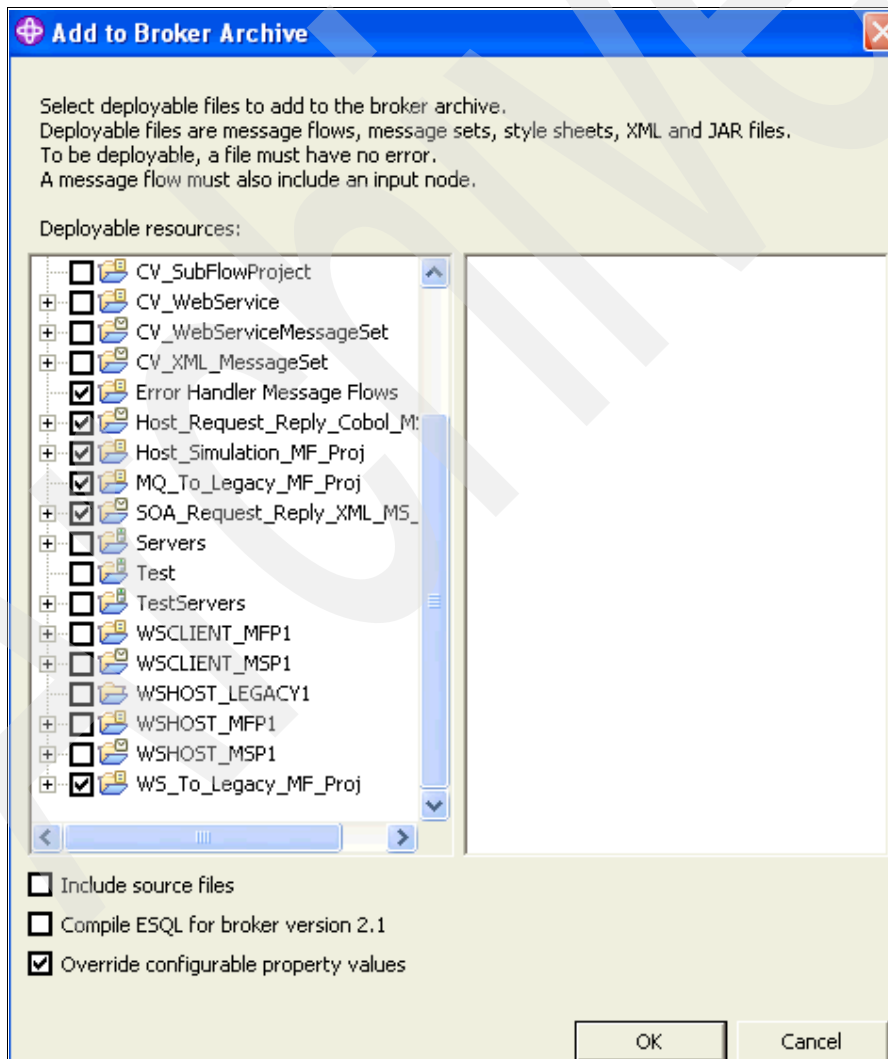 Add to Broker Archive
Select deployable files to add to the broker archive.
Deployable files are message flows, message sets, style sheets, XML and JAR files.
To be deployable, a file must have no error.
A message flow must also include an input node.
Deployable resources:
CV_SubFlowProject
CV_WebService
CV_WebServiceMessageSet
CV_XML_MessageSet
Error Handler Message Flows
Host_Request_Reply_Cobol_M
Host_Simulation_MF_Proj
MQ_To_Legacy_MF_Proj
SOA_Request_Reply_XML_MS_
Servers
Test
TestServers
WSCLIENT_MFP1
WSCLIENT_MSP1
WSHOST_LEGACY1
WSHOST_MFP1
WSHOST_MSP1
WS_To_Legacy_MF_Proj
Include source files
Compile ESQL for broker version 2.1
Override configurable property values
OK Cancel